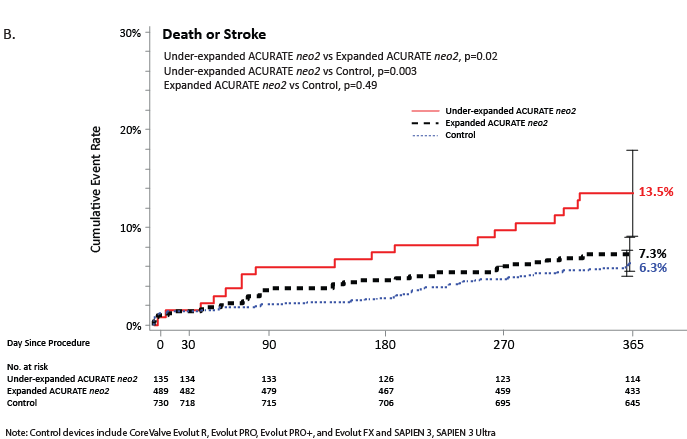 B.
Death or Stroke
Under-expanded ACURATE neo2 vs Expanded ACURATE neo2, p=0.02
Under-expanded ACURATE neo2 vs Control, p=0.003
Expanded ACURATE neo2 vs Control, p=0.49
Under-expanded ACURATE neo2
Expanded ACURATE neo2
Control
Cumulative Event Rate
30%
20%
10%
0%
13.5%
7.3%
6.3%
Day Since Procedure 0 30 90 180 270 365
No. at risk
Under-expanded ACURATE neo2 135 134 133 126 123 114
Expanded ACURATE neo2 489 482 479 467 459 433
Control 730 718 715 706 695 645
Note: Control devices include CoreValve Evolut R, Evolut PRO, Evolut PRO+, and Evolut FX and SAPIEN 3, SAPIEN 3 Ultra